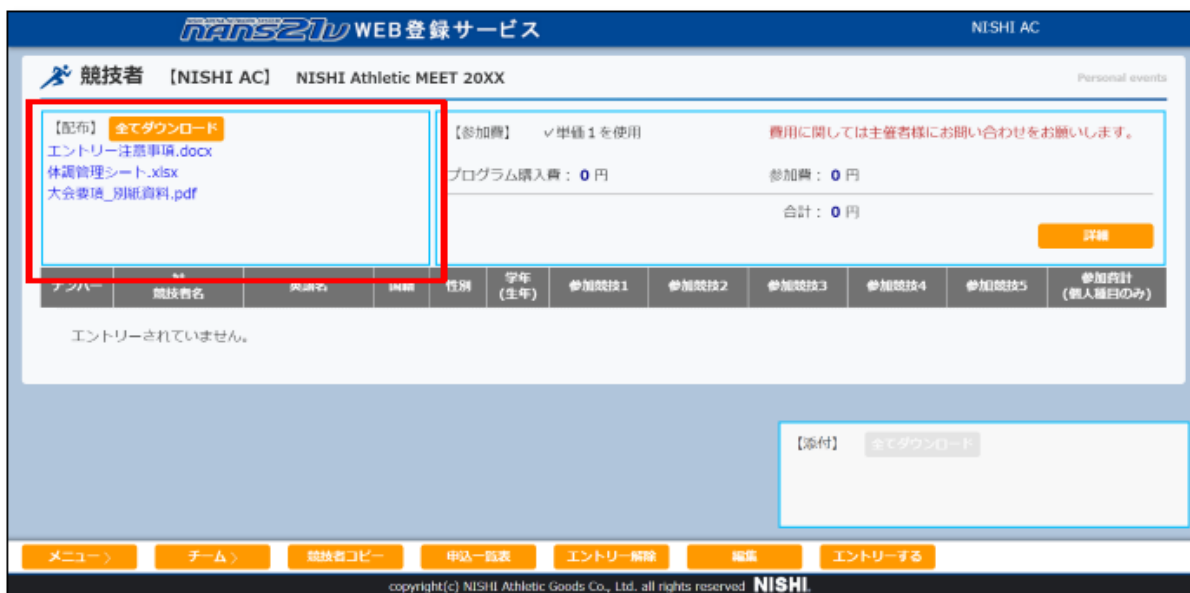 nANS21V WEB登録サービス NISHI AC
競技者 【NISHI AC】 NISHI Athletic MEET 20XX Personal events
【配布】 全てダウンロード
エントリー注意事項.docx
体調管理シート.xlsx
大会要項_別紙資料.pdf
【参加費】 ✓単価１を使用 費用に関しては主催者様にお問い合わせをお願いします。
プログラム購入費： 0 円 参加費： 0 円
合計： 0 円
詳細
ナンバー 競技者名 英語名 国籍 性別 学年(生年) 参加競技1 参加競技2 参加競技3 参加競技4 参加競技5 参加費計(個人種目のみ)
エントリーされていません。
【添付】 全てダウンロード
メニュー〉 チーム〉 競技者コピー 申込一覧表 エントリー解除 編集 エントリーする
copyright(c) NISHI Athletic Goods Co., Ltd. all rights reserved NISHI.